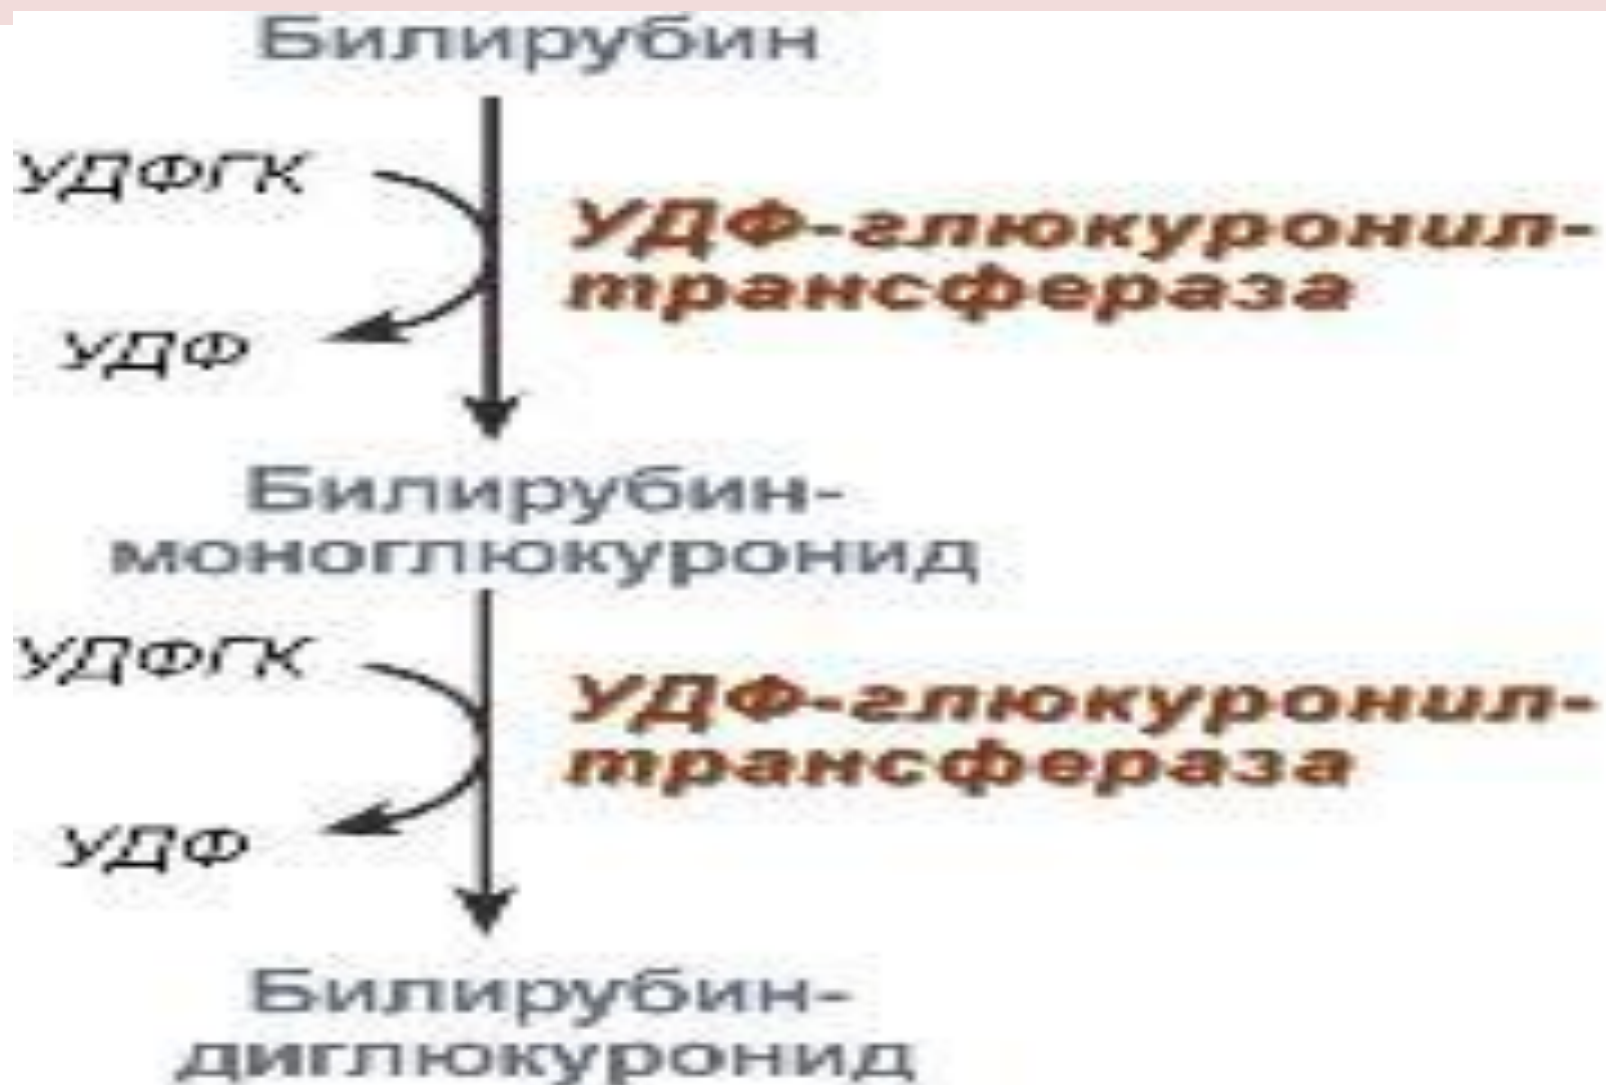 Билирубин
УДФГК
УДФ-глюкуронил-
трансфераза
УДФ
Билирубин-
моноглюкуронид
УДФГК
УДФ-глюкуронил-
трансфераза
УДФ
Билирубин-
диглюкуронид